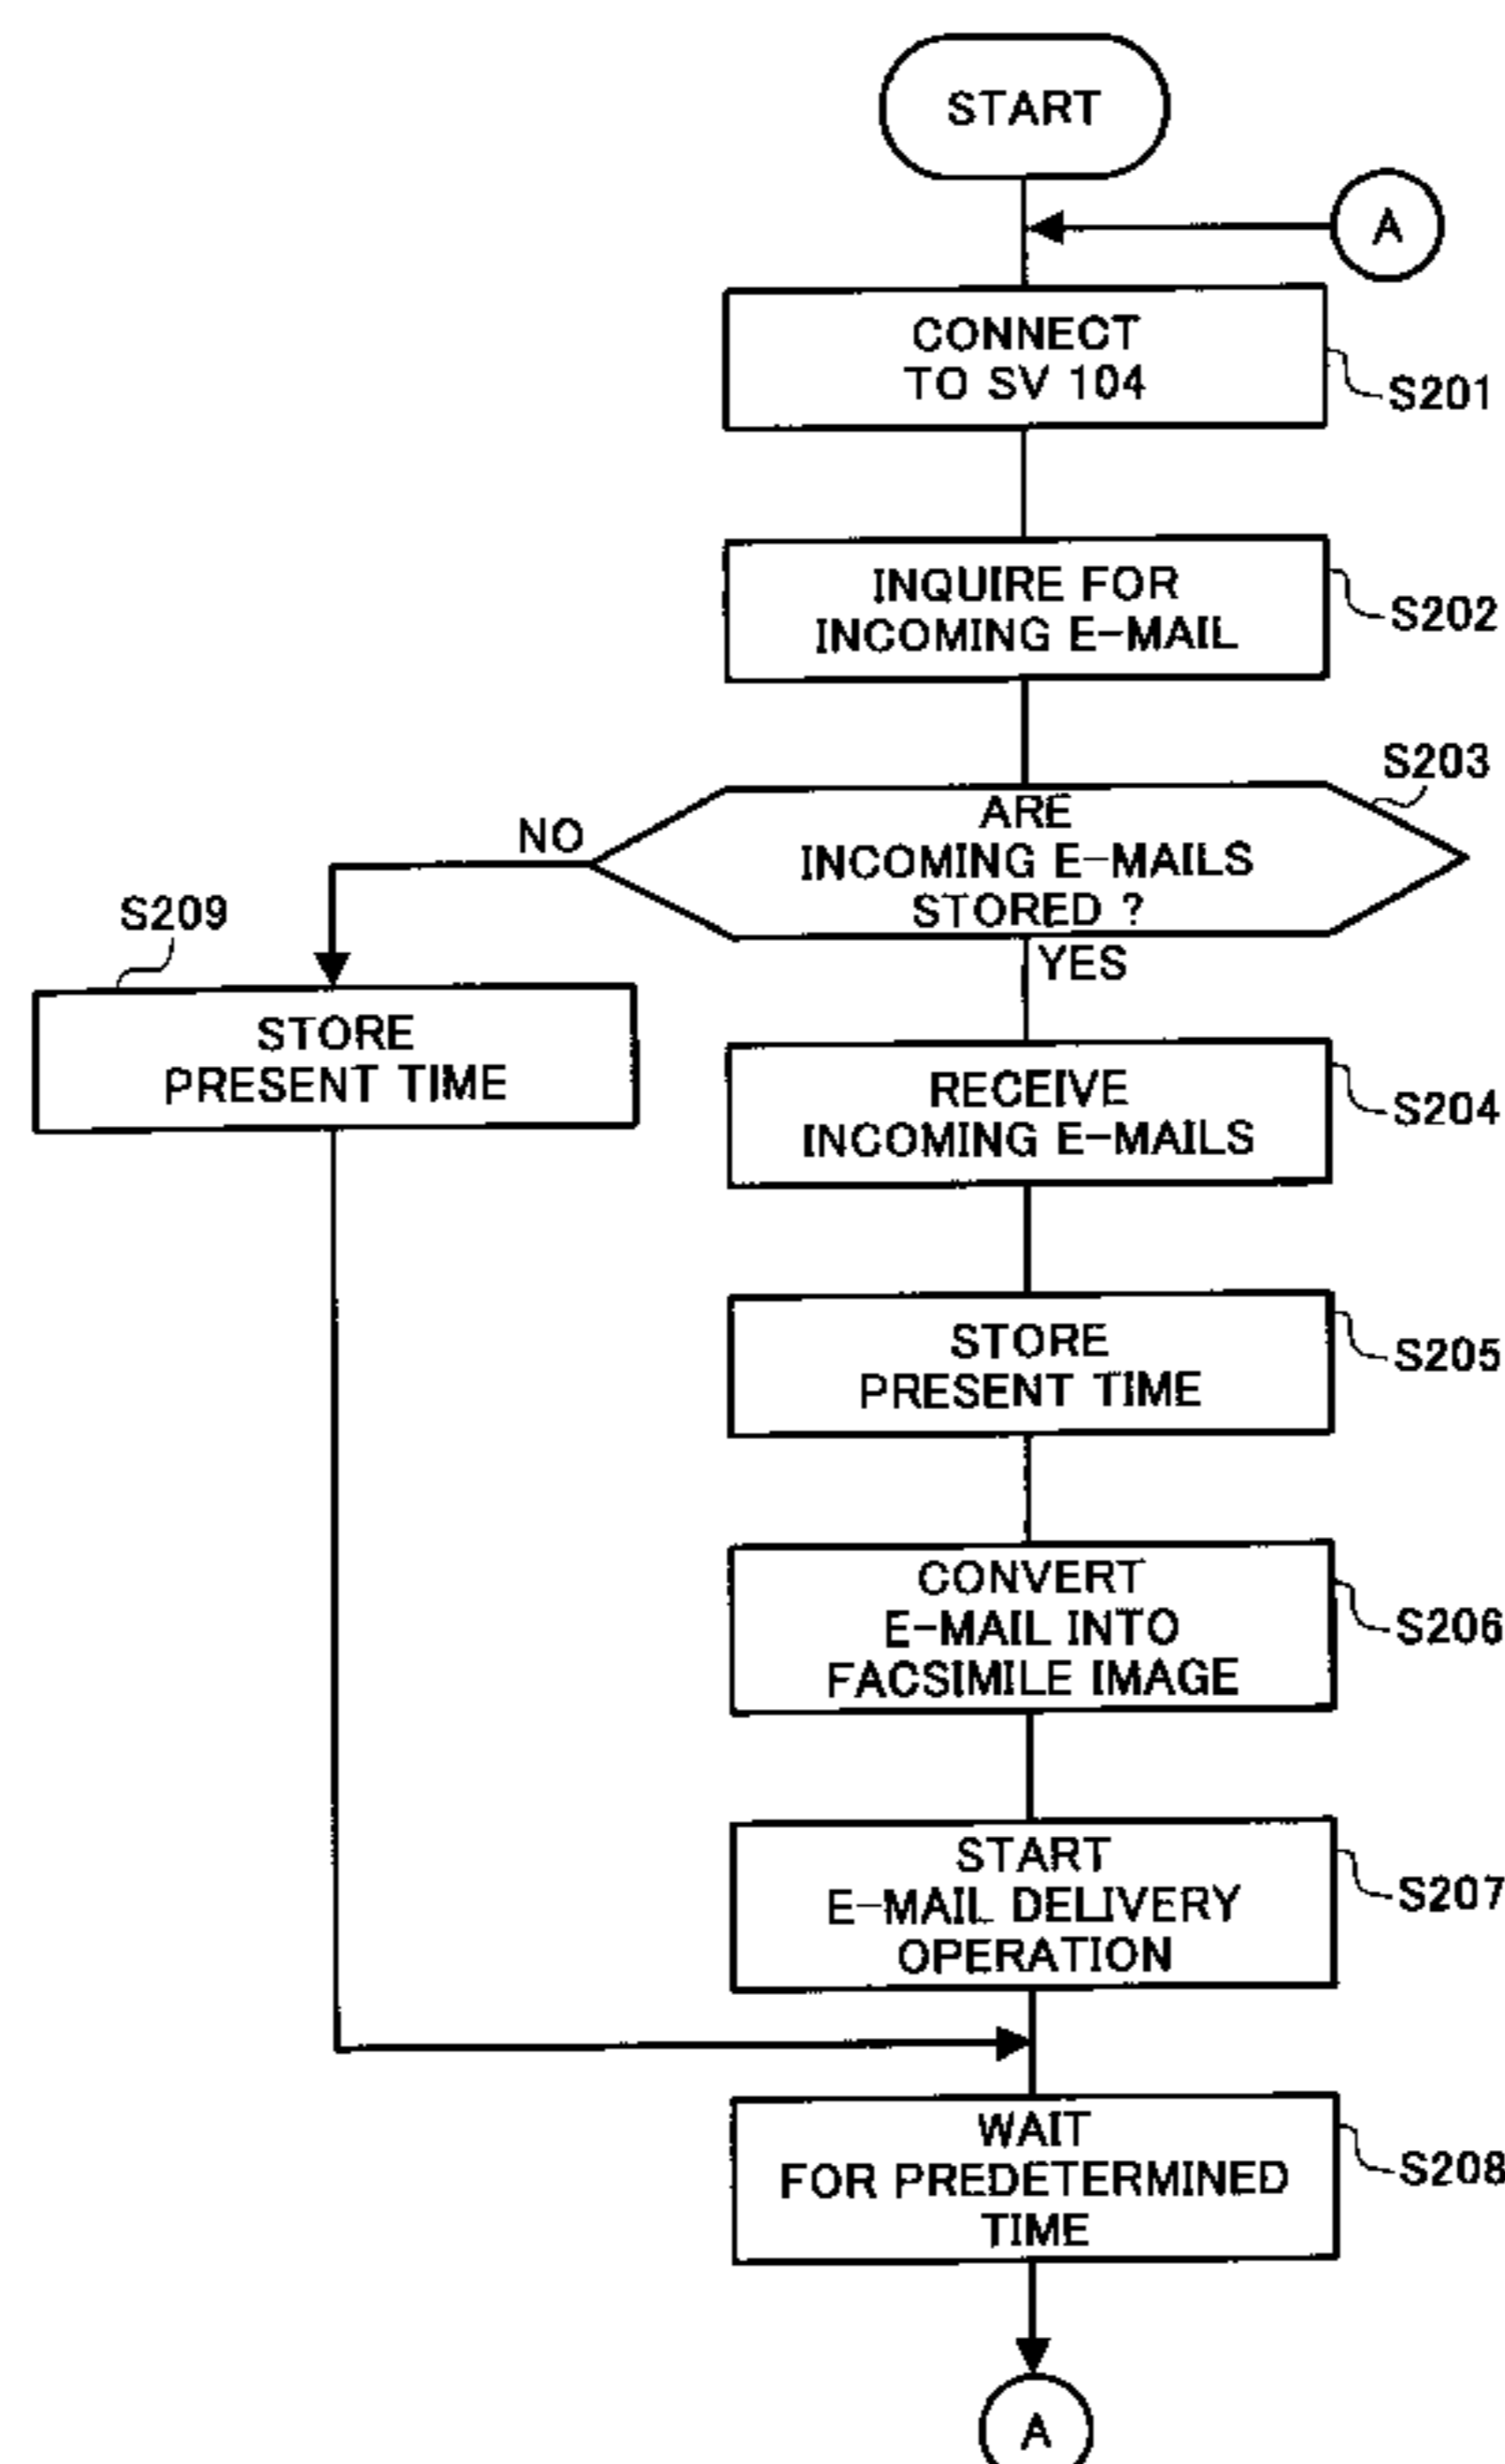 START
A
CONNECT
TO SV 104
S201
INQUIRE FOR
INCOMING E-MAIL
S202
S203
ARE
INCOMING E-MAILS
STORED ?
NO
YES
S209
STORE
PRESENT TIME
RECEIVE
INCOMING E-MAILS
S204
STORE
PRESENT TIME
S205
CONVERT
E-MAIL INTO
FACSIMILE IMAGE
S206
START
E-MAIL DELIVERY
OPERATION
S207
WAIT
FOR PREDETERMINED
TIME
S208
A